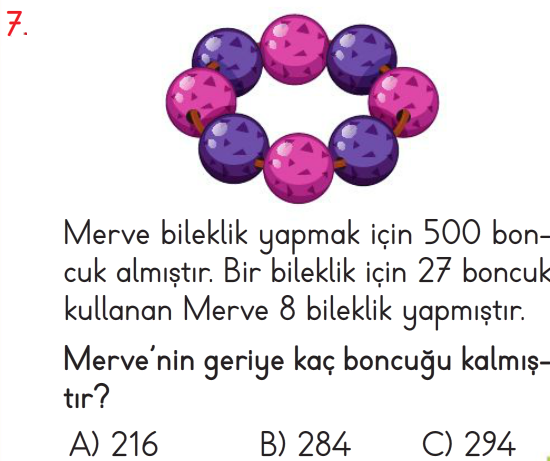 7.
Merve bileklik yapmak için 500 bon-
cuk almıştır. Bir bileklik için 27 boncuk
kullanan Merve 8 bileklik yapmıştır.
Merve'nin geriye kaç boncuğu kalmış-
tır?
A) 216 B) 284 C) 294